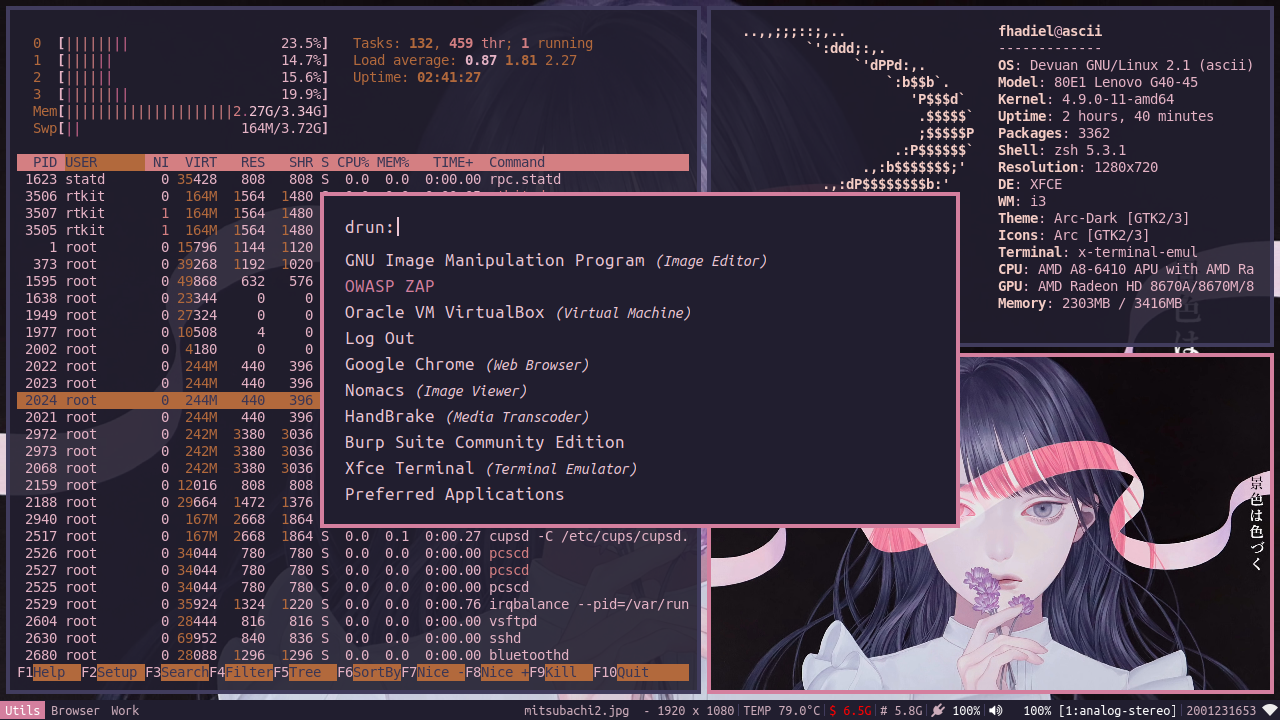 0 [||||||||| 23.5%]
1 [|||||| 14.7%]
2 [|||||| 15.6%]
3 [|||||||| 19.9%]
Mem[|||||||||||||||||||||2.27G/3.34G]
Swp[|| 164M/3.72G]
Tasks: 132, 459 thr; 1 running
Load average: 0.87 1.81 2.27
Uptime: 02:41:27
PID USER NI VIRT RES SHR S CPU% MEM% TIME+ Command
1623 statd 0 35428 808 808 S 0.0 0.0 0:00.00 rpc.statd
3506 rtkit 0 164M 1564 1480
3507 rtkit 1 164M 1564 1480
3505 rtkit 1 164M 1564 1480
1 root 0 15796 1144 1120
373 root 0 39268 1192 1020
1595 root 0 49868 632 576
1638 root 0 23344 0 0
1949 root 0 27324 0 0
1977 root 0 10508 4 0
2002 root 0 4180 0 0
2022 root 0 244M 440 396
2023 root 0 244M 440 396
2024 root 0 244M 440 396
2021 root 0 244M 440 396
2972 root 0 242M 3380 3036
2973 root 0 242M 3380 3036
2068 root 0 242M 3380 3036
2159 root 0 12016 808 808
2188 root 0 29664 1472 1376
2940 root 0 167M 2668 1864
2517 root 0 167M 2668 1864 S 0.0 0.1 0:00.27 cupsd -C /etc/cups/cupsd.
2526 root 0 34044 780 780 S 0.0 0.0 0:00.00 pcscd
2527 root 0 34044 780 780 S 0.0 0.0 0:00.00 pcscd
2525 root 0 34044 780 780 S 0.0 0.0 0:00.00 pcscd
2529 root 0 35924 1324 1220 S 0.0 0.0 0:00.76 irqbalance --pid=/var/run
2604 root 0 28444 816 816 S 0.0 0.0 0:00.00 vsftpd
2630 root 0 69952 840 836 S 0.0 0.0 0:00.00 sshd
2680 root 0 28088 1296 1296 S 0.0 0.0 0:00.00 bluetoothd
F1Help F2Setup F3SearchF4FilterF5Tree F6SortByF7Nice -F8Nice +F9Kill F10Quit
drun:
GNU Image Manipulation Program (Image Editor)
OWASP ZAP
Oracle VM VirtualBox (Virtual Machine)
Log Out
Google Chrome (Web Browser)
Nomacs (Image Viewer)
HandBrake (Media Transcoder)
Burp Suite Community Edition
Xfce Terminal (Terminal Emulator)
Preferred Applications
..,,;;;::;,..
`':ddd;:,.
`'dPPd:,.
`:b$$b`.
'P$$$d`
.$$$$$`
;$$$$$P
.:P$$$$$$`
.,:b$$$$$$$;'
.,:dP$$$$$$$$b:'
fhadiel@ascii
-------------
OS: Devuan GNU/Linux 2.1 (ascii)
Model: 80E1 Lenovo G40-45
Kernel: 4.9.0-11-amd64
Uptime: 2 hours, 40 minutes
Packages: 3362
Shell: zsh 5.3.1
Resolution: 1280x720
DE: XFCE
WM: i3
Theme: Arc-Dark [GTK2/3]
Icons: Arc [GTK2/3]
Terminal: x-terminal-emul
CPU: AMD A8-6410 APU with AMD Ra
GPU: AMD Radeon HD 8670A/8670M/8
Memory: 2303MB / 3416MB
景色は色づく
Utils Browser Work
mitsubachi2.jpg - 1920 x 1080 TEMP 79.0°C $ 6.5G # 5.8G 100% 100% [1:analog-stereo] 2001231653